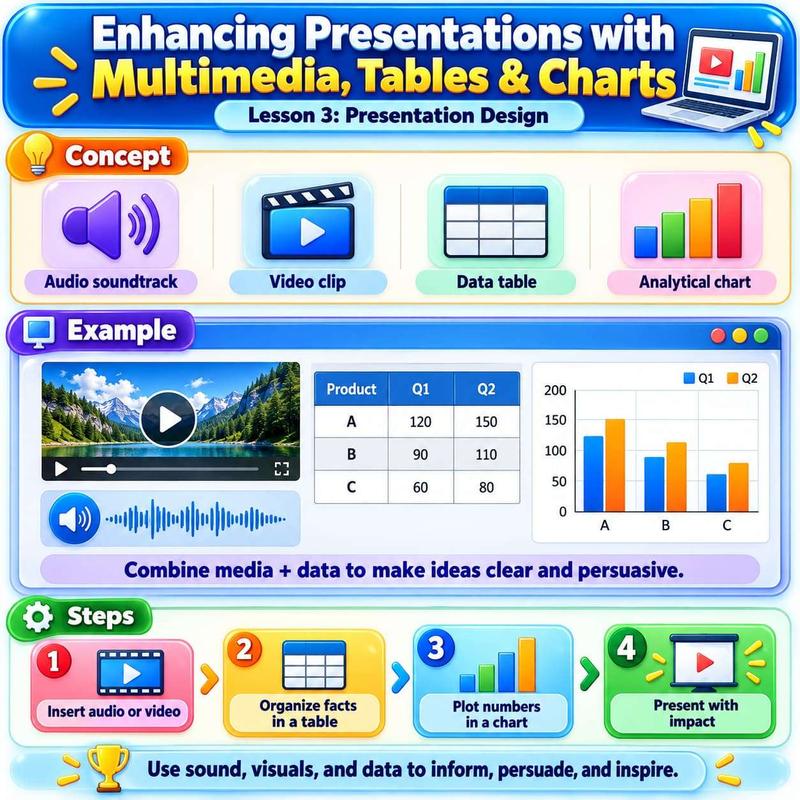 Enhancing Presentations with
Multimedia, Tables & Charts
Lesson 3: Presentation Design
Concept
Audio soundtrack
Video clip
Data table
Analytical chart
Example
Product Q1 Q2
A 120 150
B 90 110
C 60 80
Q1 Q2
200
150
100
50
0
A B C
Combine media + data to make ideas clear and persuasive.
Steps
1
Insert audio or video
2
Organize facts
in a table
3
Plot numbers
in a chart
4
Present with
impact
Use sound, visuals, and data to inform, persuade, and inspire.